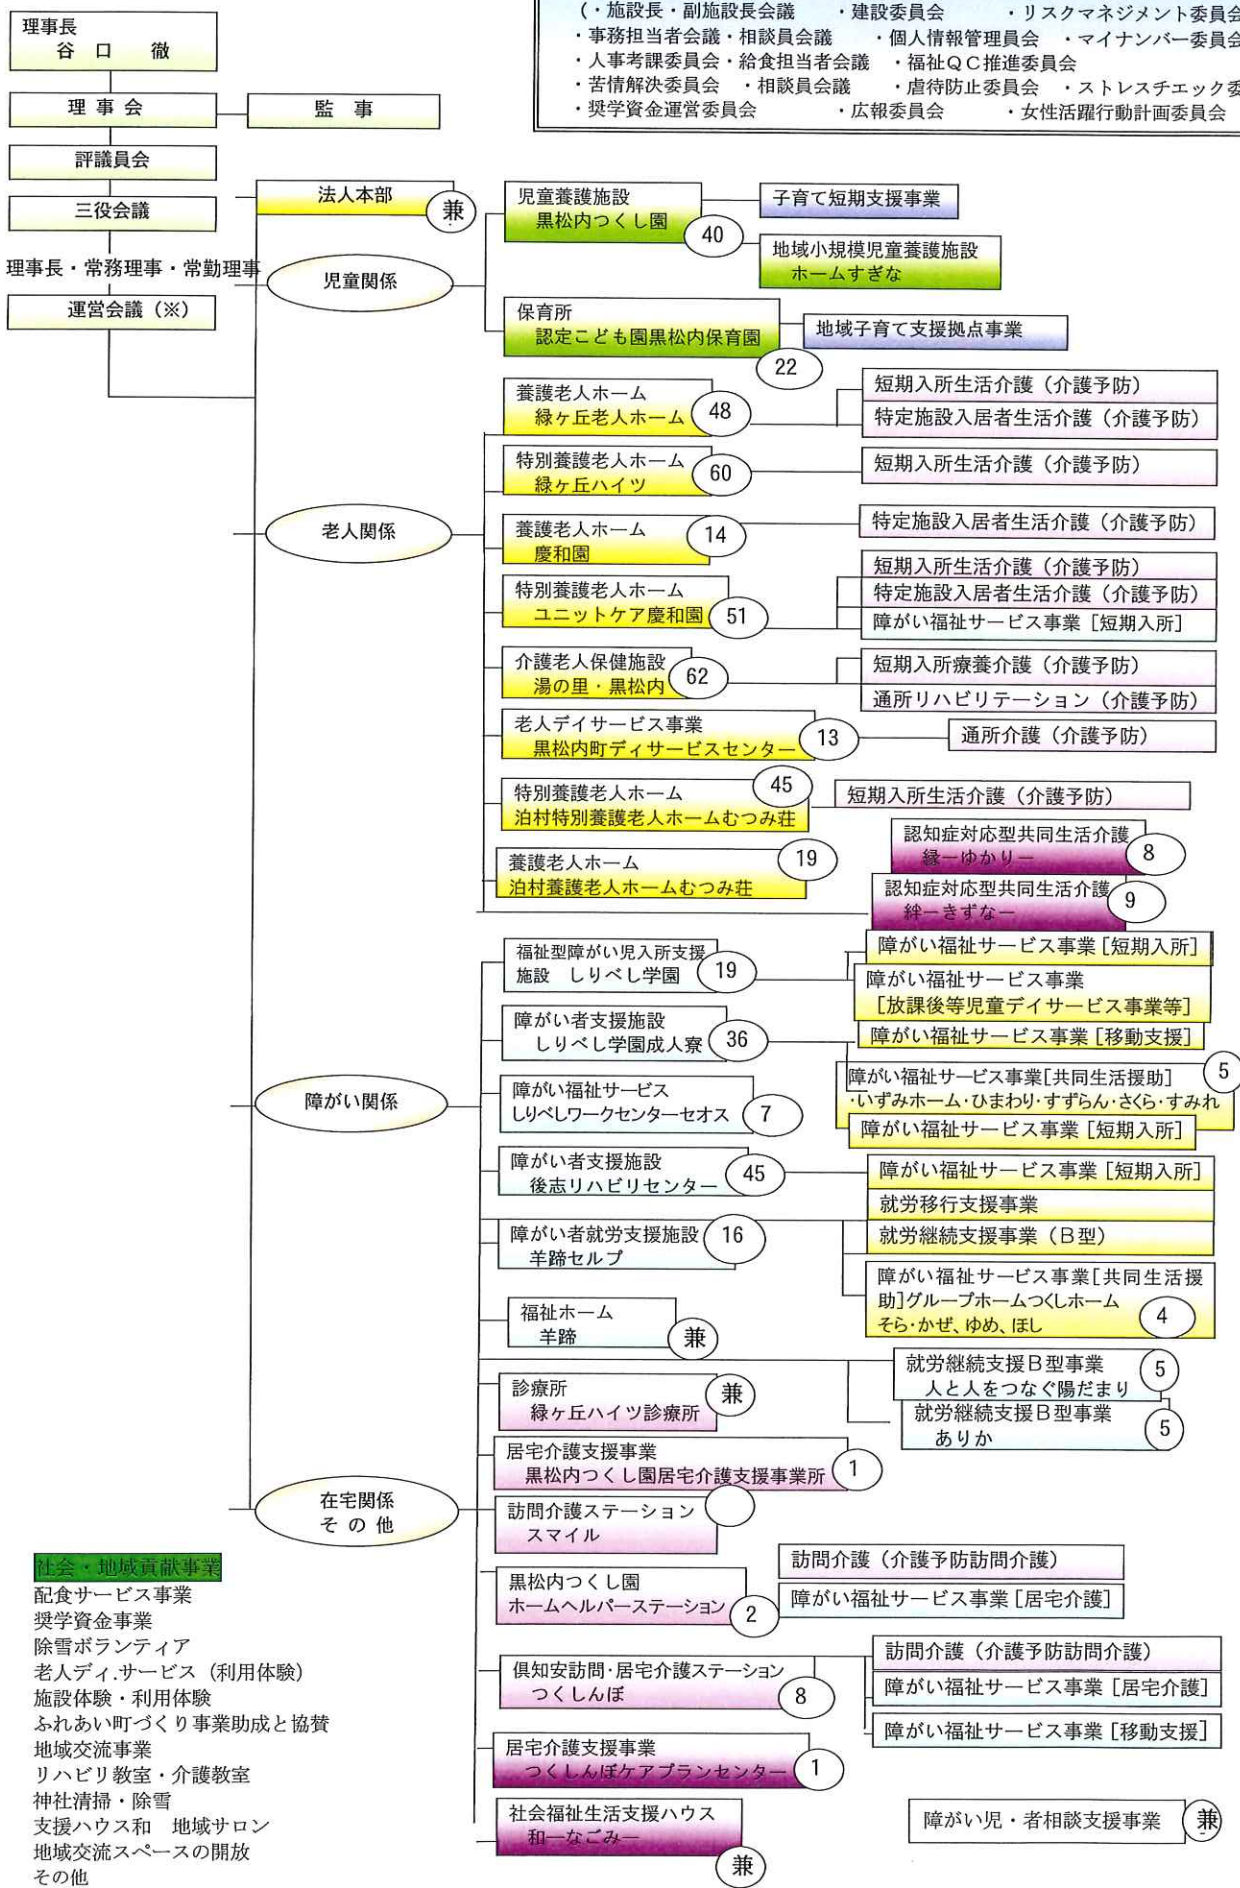 理事長
谷 口 徹
理 事 会
監 事
評議員会
三役会議
理事長・常務理事・常勤理事
運営会議（※）
（・施設長・副施設長会議 ・建設委員会 ・リスクマネジメント委員会
・事務担当者会議・相談員会議 ・個人情報管理員会 ・マイナンバー委員会
・人事考課委員会・給食担当者会議 ・福祉ＱＣ推進委員会
・苦情解決委員会 ・相談員会議 ・虐待防止委員会 ・ストレスチエック委
・奨学資金運営委員会 ・広報委員会 ・女性活躍行動計画委員会
法人本部
兼
児童関係
児童養護施設
黒松内つくし園
40
子育て短期支援事業
地域小規模児童養護施設
ホームすぎな
保育所
認定こども園黒松内保育園
22
地域子育て支援拠点事業
老人関係
養護老人ホーム
緑ヶ丘老人ホーム
48
短期入所生活介護（介護予防）
特定施設入居者生活介護（介護予防）
特別養護老人ホーム
緑ヶ丘ハイツ
60
短期入所生活介護（介護予防）
養護老人ホーム
慶和園
14
特定施設入居者生活介護（介護予防）
特別養護老人ホーム
ユニットケア慶和園
51
短期入所生活介護（介護予防）
特定施設入居者生活介護（介護予防）
障がい福祉サービス事業［短期入所］
介護老人保健施設
湯の里・黒松内
62
短期入所療養介護（介護予防）
通所リハビリテーション（介護予防）
老人デイサービス事業
黒松内町ディサービスセンター
13
通所介護（介護予防）
特別養護老人ホーム
泊村特別養護老人ホームむつみ荘
45
短期入所生活介護（介護予防）
養護老人ホーム
泊村養護老人ホームむつみ荘
19
認知症対応型共同生活介護
縁ーゆかりー
8
認知症対応型共同生活介護
絆ーきずなー
9
障がい関係
福祉型障がい児入所支援
施設 しりべし学園
19
障がい福祉サービス事業［短期入所］
障がい福祉サービス事業
［放課後等児童デイサービス事業等］
障がい者支援施設
しりべし学園成人寮
36
障がい福祉サービス事業［移動支援］
障がい福祉サービス事業[共同生活援助]
・いずみホーム・ひまわり・すずらん・さくら・すみれ
5
障がい福祉サービス事業［短期入所］
障がい福祉サービス
しりべしワークセンターセオス
7
障がい者支援施設
後志リハビリセンター
45
障がい福祉サービス事業［短期入所］
就労移行支援事業
就労継続支援事業（Ｂ型）
障がい者就労支援施設
羊蹄セルプ
16
障がい福祉サービス事業[共同生活援
助]グループホームつくしホーム
そら・かぜ、ゆめ、ほし
4
福祉ホーム
羊蹄
兼
就労継続支援Ｂ型事業
人と人をつなぐ陽だまり
5
就労継続支援Ｂ型事業
ありか
5
診療所
緑ヶ丘ハイツ診療所
兼
在宅関係
そ の 他
居宅介護支援事業
黒松内つくし園居宅介護支援事業所
1
訪問介護ステーション
スマイル
黒松内つくし園
ホームヘルパーステーション
2
訪問介護（介護予防訪問介護）
障がい福祉サービス事業［居宅介護］
倶知安訪問・居宅介護ステーション
つくしんぼ
8
訪問介護（介護予防訪問介護）
障がい福祉サービス事業［居宅介護］
障がい福祉サービス事業［移動支援］
居宅介護支援事業
つくしんぼケアプランセンター
1
社会福祉生活支援ハウス
和ーなごみー
兼
障がい児・者相談支援事業
兼
社会・地域貢献事業
配食サービス事業
奨学資金事業
除雪ボランティア
老人ディ.サービス（利用体験）
施設体験・利用体験
ふれあい町づくり事業助成と協賛
地域交流事業
リハビリ教室・介護教室
神社清掃・除雪
支援ハウス和 地域サロン
地域交流スペースの開放
その他